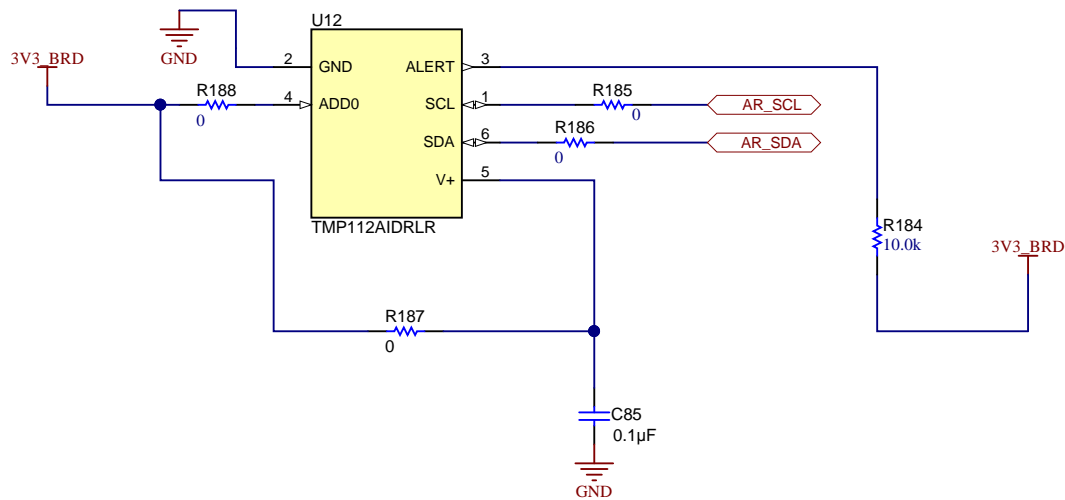 U12
GND
3V3_BRD
2
GND
ALERT
3
R188
0
4
ADD0
SCL
1
R185
0
AR_SCL
SDA
6
R186
0
AR_SDA
V+
5
TMP112AIDRLR
R184
10.0k
3V3_BRD
R187
0
C85
0.1µF
GND